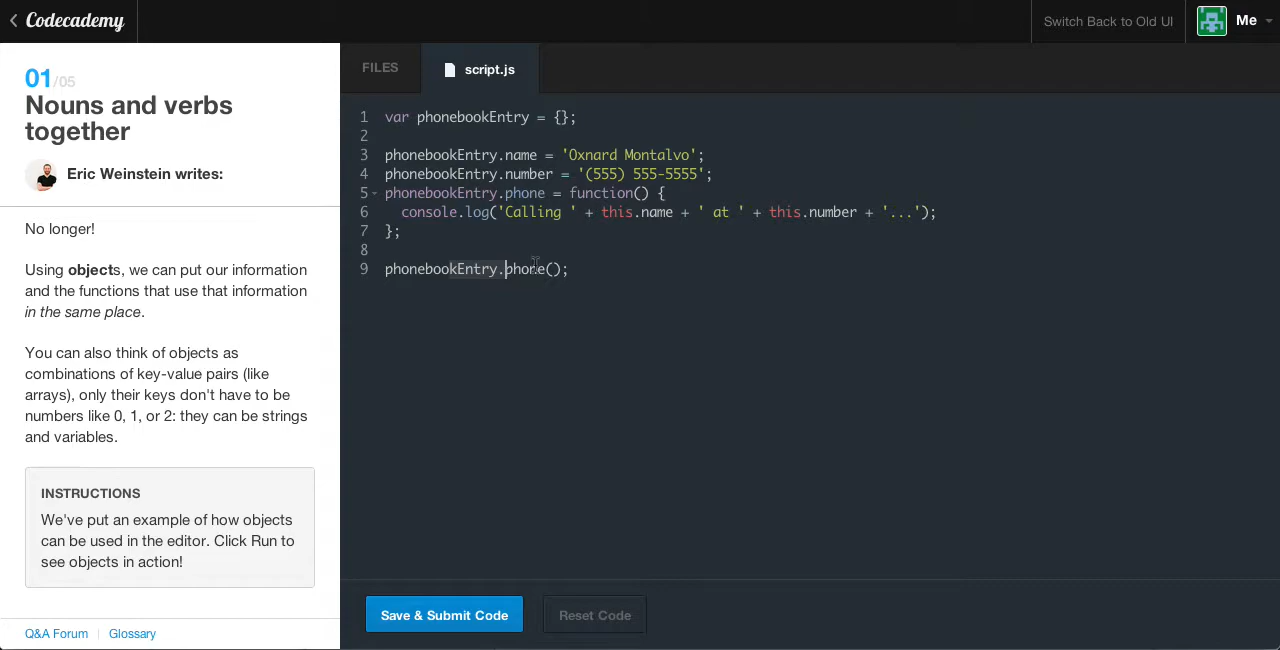 Codecademy
Switch Back to Old UI
Me
01/05
Nouns and verbs
together
Eric Weinstein writes:
No longer!
Using objects, we can put our information
and the functions that use that information
in the same place.
You can also think of objects as
combinations of key-value pairs (like
arrays), only their keys don't have to be
numbers like 0, 1, or 2: they can be strings
and variables.
INSTRUCTIONS
We've put an example of how objects
can be used in the editor. Click Run to
see objects in action!
Q&A Forum | Glossary
FILES
script.js
1 var phonebookEntry = {};
2
3 phonebookEntry.name = 'Oxnard Montalvo';
4 phonebookEntry.number = '(555) 555-5555';
5 phonebookEntry.phone = function() {
6 console.log('Calling ' + this.name + ' at ' + this.number + '...');
7 };
8
9 phonebookEntry.phone();
Save & Submit Code
Reset Code